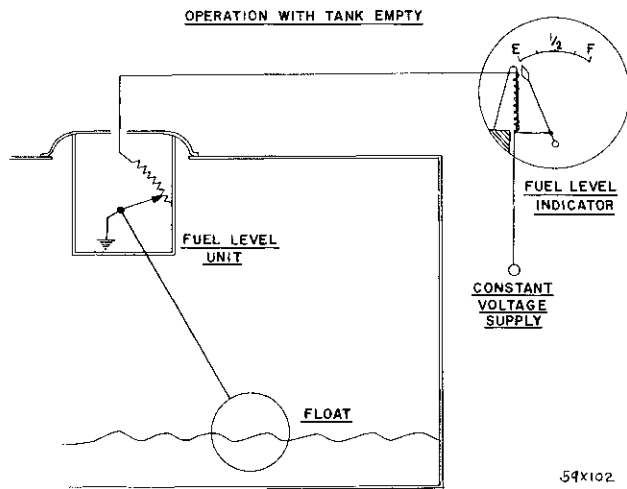 OPERATION WITH TANK EMPTY
E 1/2 F
FUEL LEVEL
INDICATOR
FUEL LEVEL
UNIT
CONSTANT
VOLTAGE
SUPPLY
FLOAT
59X102